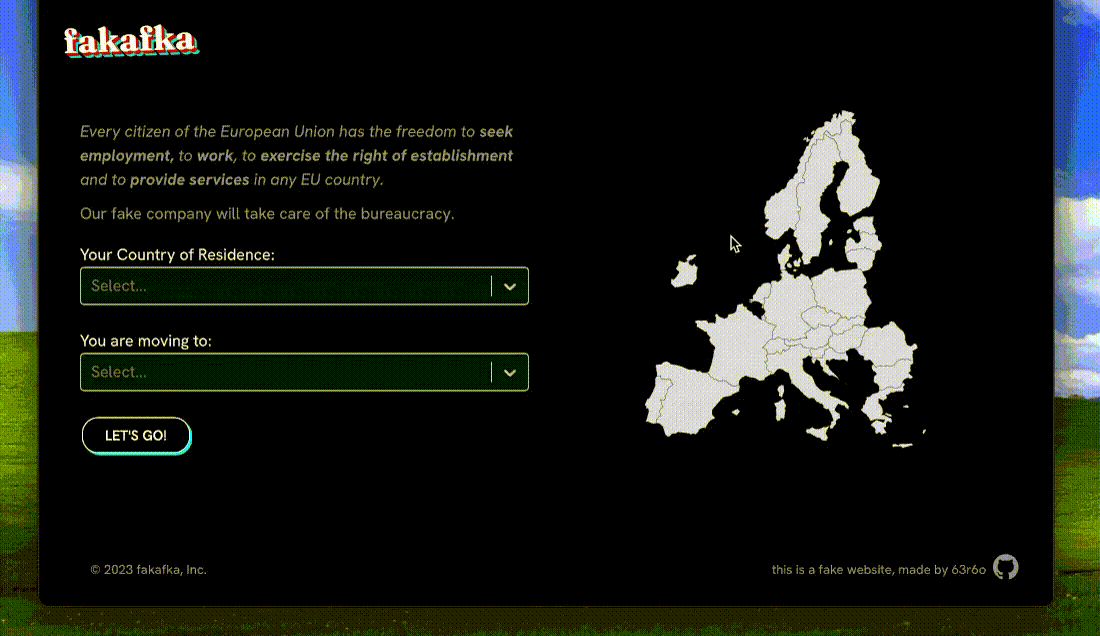 fakafka
Every citizen of the European Union has the freedom to seek
employment, to work, to exercise the right of establishment
and to provide services in any EU country.
Our fake company will take care of the bureaucracy.
Your Country of Residence:
Select...
You are moving to:
Select...
LET'S GO!
© 2023 fakafka, Inc.
this is a fake website, made by 63r6o